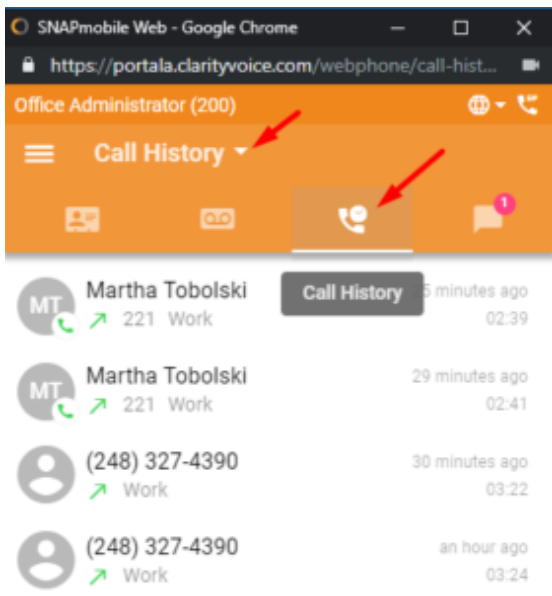 SNAPmobile Web - Google Chrome
https://portala.clarityvoice.com/webphone/call-hist...
Office Administrator (200)
Call History
1
Call History
MT Martha Tobolski 5 minutes ago
221 Work 02:39
MT Martha Tobolski 29 minutes ago
221 Work 02:41
(248) 327-4390 30 minutes ago
Work 03:22
(248) 327-4390 an hour ago
Work 03:24